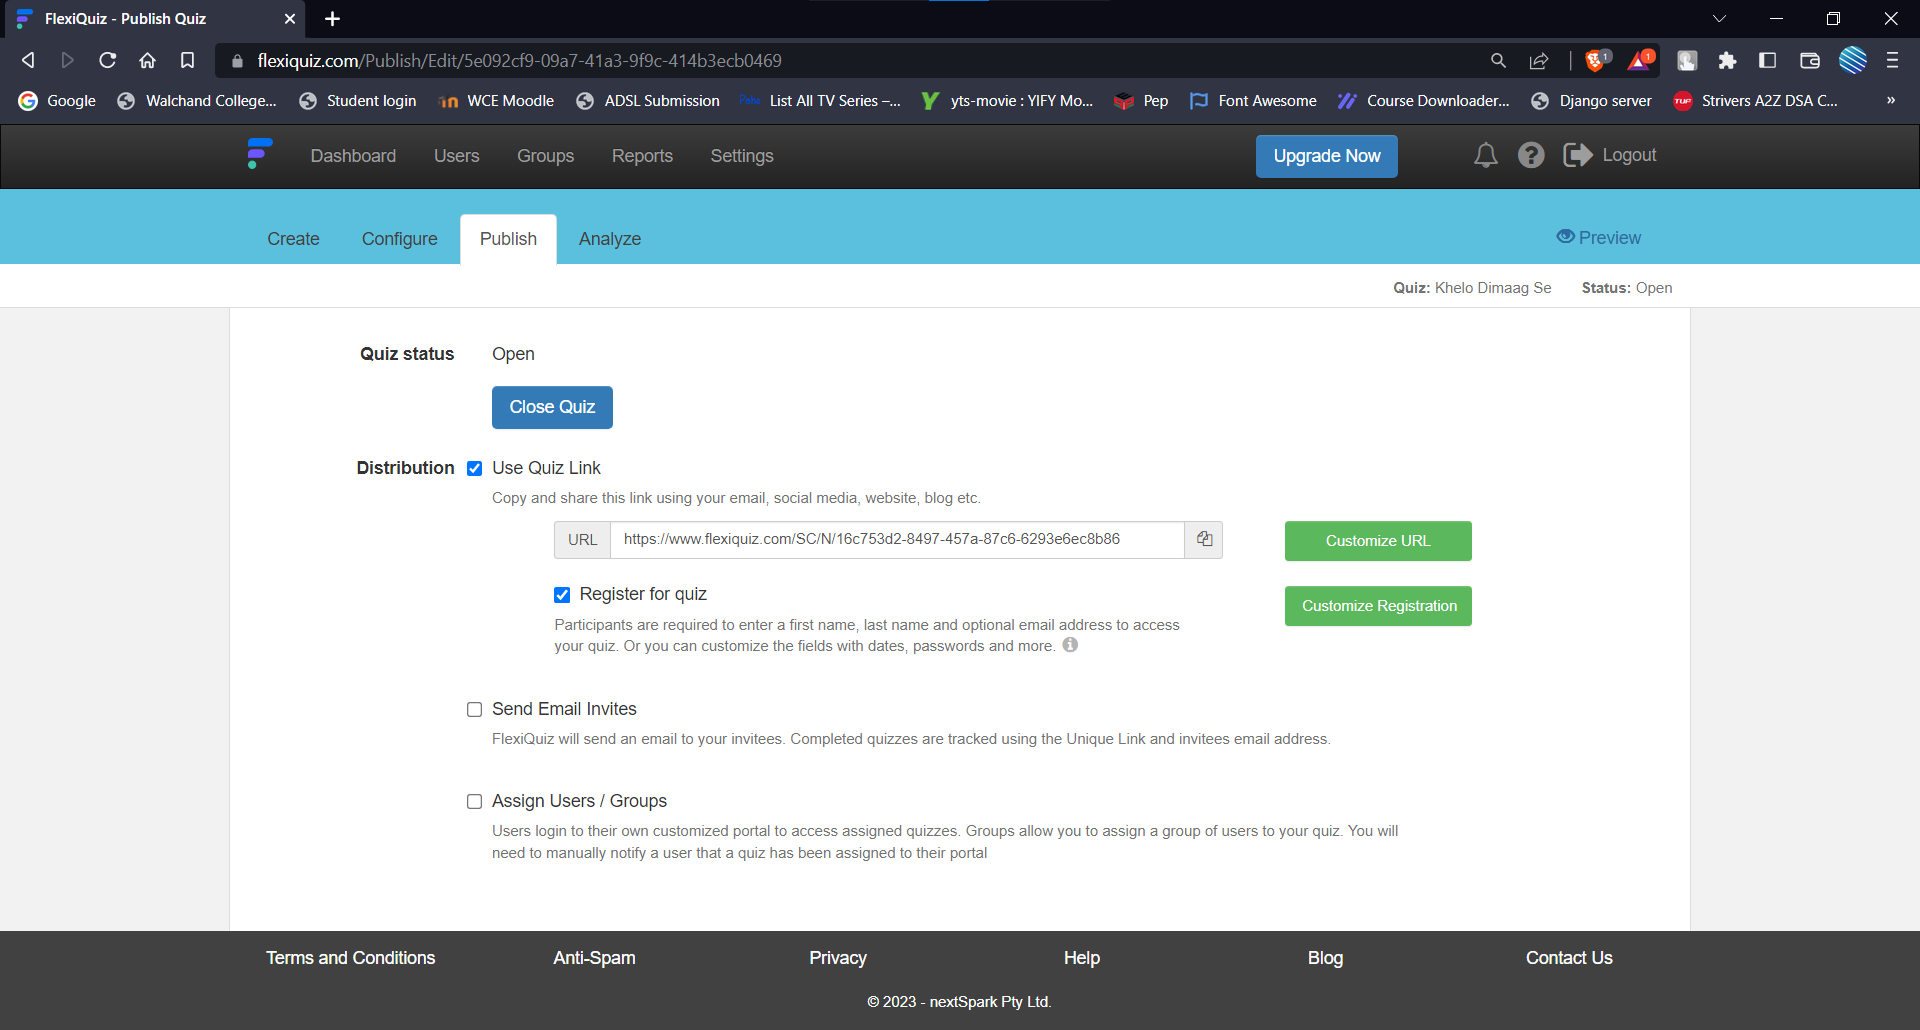 FlexiQuiz - Publish Quiz
flexiquiz.com/Publish/Edit/5e092cf9-09a7-41a3-9f9c-414b3ecb0469
1
1
Google
Walchand College...
Student login
WCE Moodle
ADSL Submission
List All TV Series –...
yts-movie : YIFY Mo...
Pep
Font Awesome
Course Downloader...
Django server
TUF
Strivers A2Z DSA C...
»
Dashboard
Users
Groups
Reports
Settings
Upgrade Now
Logout
Create
Configure
Publish
Analyze
Preview
Quiz: Khelo Dimaag Se
Status: Open
Quiz status
Open
Close Quiz
Distribution
Use Quiz Link
Copy and share this link using your email, social media, website, blog etc.
URL
https://www.flexiquiz.com/SC/N/16c753d2-8497-457a-87c6-6293e6ec8b86
Customize URL
Register for quiz
Customize Registration
Participants are required to enter a first name, last name and optional email address to access
your quiz. Or you can customize the fields with dates, passwords and more.
Send Email Invites
FlexiQuiz will send an email to your invitees. Completed quizzes are tracked using the Unique Link and invitees email address.
Assign Users / Groups
Users login to their own customized portal to access assigned quizzes. Groups allow you to assign a group of users to your quiz. You will
need to manually notify a user that a quiz has been assigned to their portal
Terms and Conditions
Anti-Spam
Privacy
Help
Blog
Contact Us
© 2023 - nextSpark Pty Ltd.